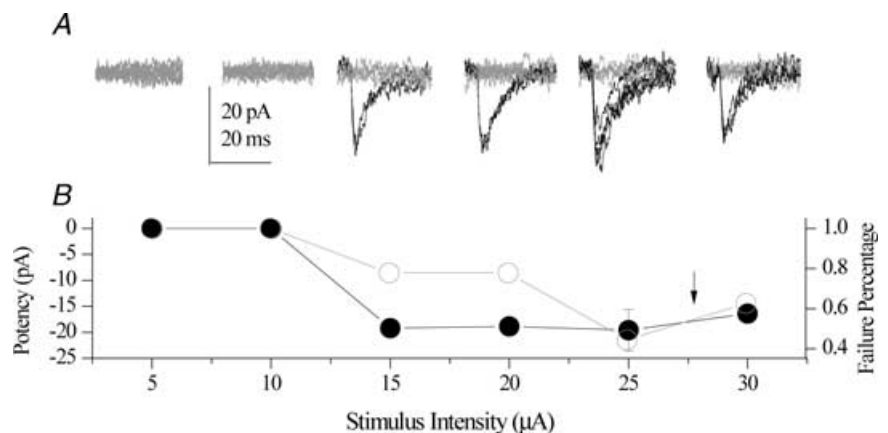 A
20 pA
20 ms
B
Potency (pA)
0
-5
-10
-15
-20
-25
1.0
0.8
0.6
0.4
Failure Percentage
5 10 15 20 25 30
Stimulus Intensity (µA)